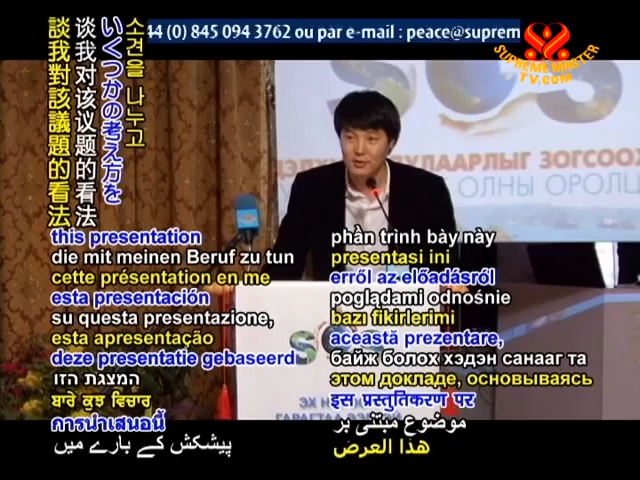 44 (0) 845 094 3762 ou par e-mail : peace@suprem
SUPREME MASTER
TV.com
談我對該議題的看法
谈我对该议题的看法
いくつかの考え方を
소견을 나누고
SOS
ОЛНЫ ОРОЛЦ
this presentation
die mit meinen Beruf zu tun
cette présentation en me
esta presentación
su questa presentazione,
esta apresentação
deze presentatie gebaseerd
המצגת הזו
ਬਾਰੇ ਕੁਝ ਵਿਚਾਰ
การนำเสนอนี้
پیشکش کے بارے میں
phần trình bày này
presentasi ini
erről az előadásról
poglądami odnośnie
bazı fikirlerimi
această prezentare,
байж болох хэдэн санааг та
этом докладе, основываясь
इस प्रस्तुतिकरण पर
موضوع مبتنی بر
هذا العرض